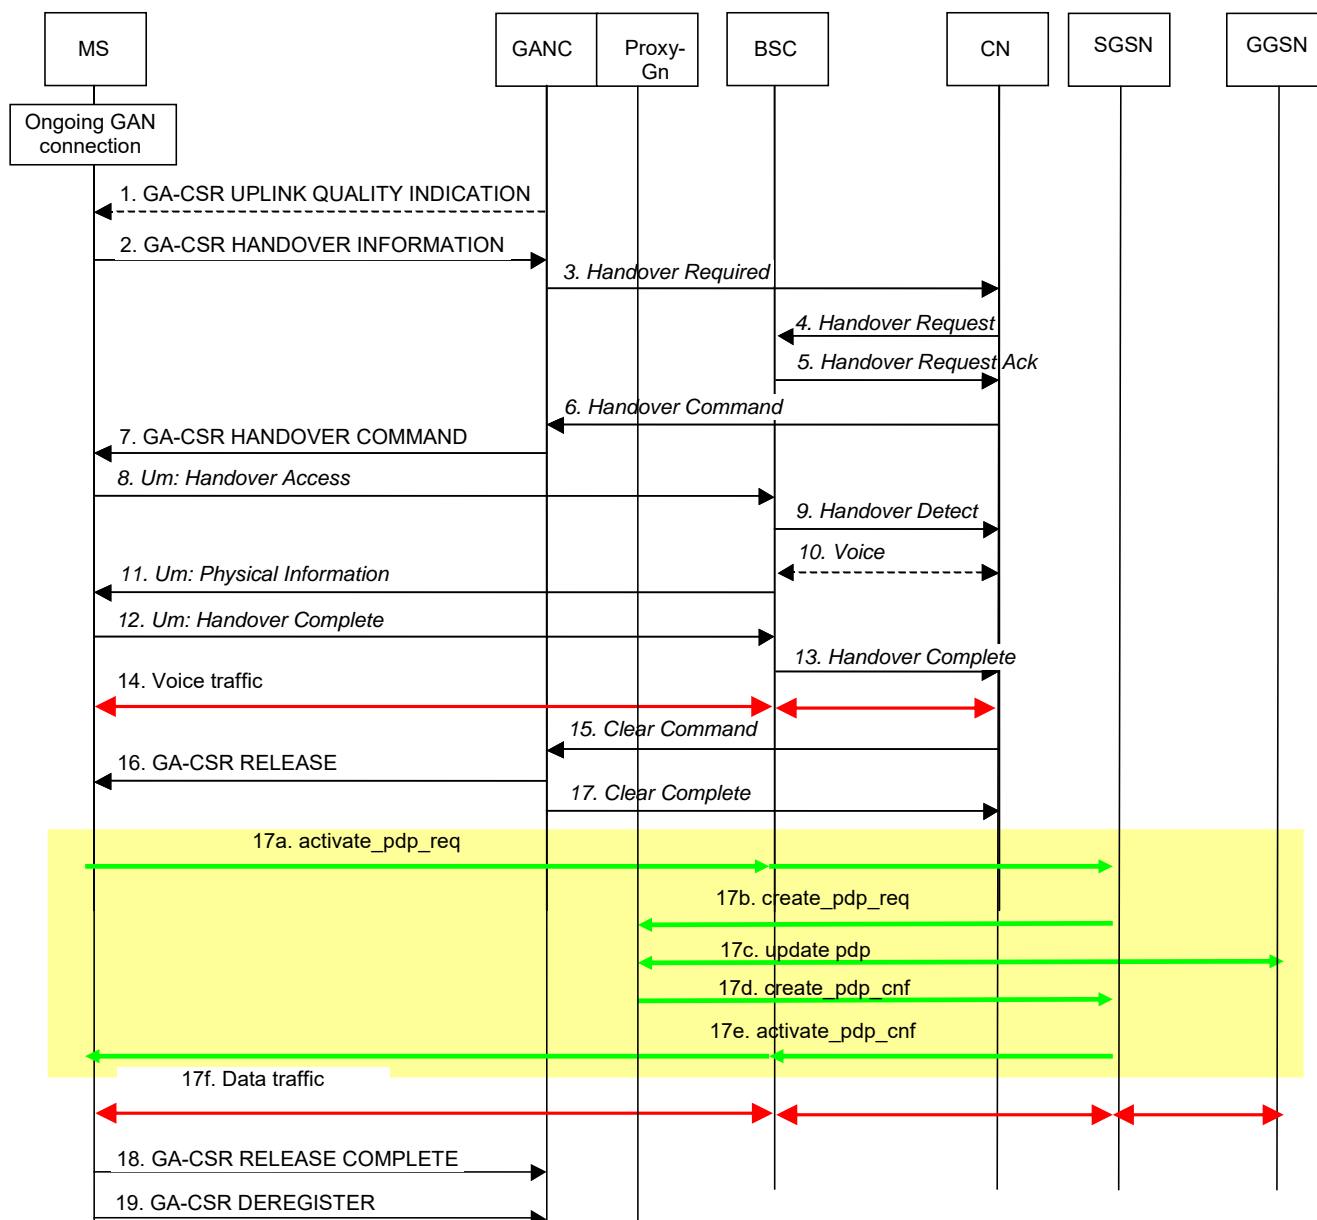 MS
GANC
Proxy-
Gn
BSC
CN
SGSN
GGSN
Ongoing GAN
connection
1. GA-CSR UPLINK QUALITY INDICATION
2. GA-CSR HANDOVER INFORMATION
3. Handover Required
4. Handover Request
5. Handover Request Ack
6. Handover Command
7. GA-CSR HANDOVER COMMAND
8. Um: Handover Access
9. Handover Detect
10. Voice
11. Um: Physical Information
12. Um: Handover Complete
13. Handover Complete
14. Voice traffic
15. Clear Command
16. GA-CSR RELEASE
17. Clear Complete
17a. activate_pdp_req
17b. create_pdp_req
17c. update pdp
17d. create_pdp_cnf
17e. activate_pdp_cnf
17f. Data traffic
18. GA-CSR RELEASE COMPLETE
19. GA-CSR DEREGISTER